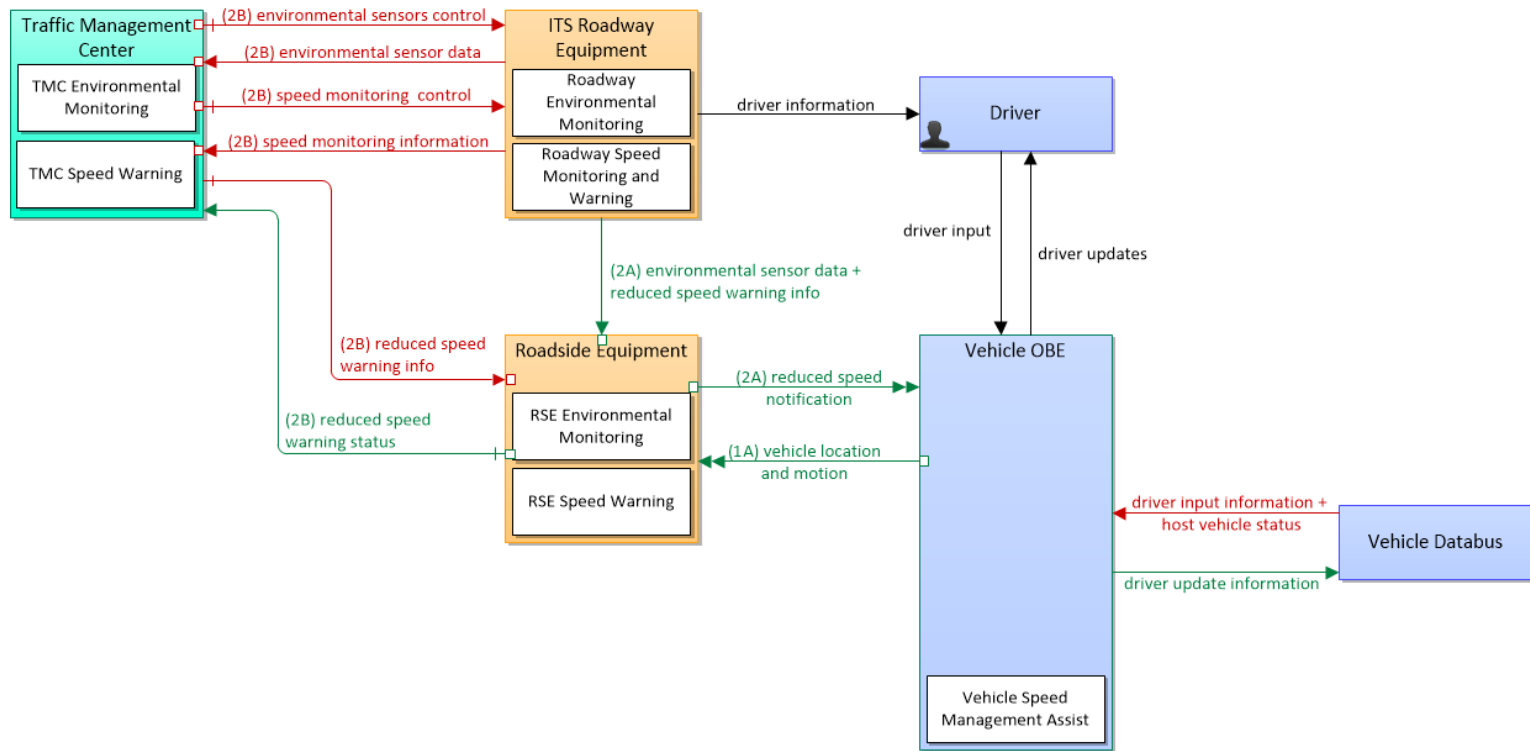 Traffic Management
Center
TMC Environmental
Monitoring
TMC Speed Warning
(2B) environmental sensors control
(2B) environmental sensor data
(2B) speed monitoring  control
(2B) speed monitoring information
ITS Roadway
Equipment
Roadway
Environmental
Monitoring
Roadway Speed
Monitoring and
Warning
driver information
Driver
driver input
driver updates
(2A) environmental sensor data +
reduced speed warning info
(2B) reduced speed
warning info
(2B) reduced speed
warning status
Roadside Equipment
RSE Environmental
Monitoring
RSE Speed Warning
(2A) reduced speed
notification
(1A) vehicle location
and motion
Vehicle OBE
Vehicle Speed
Management Assist
driver input information +
host vehicle status
driver update information
Vehicle Databus